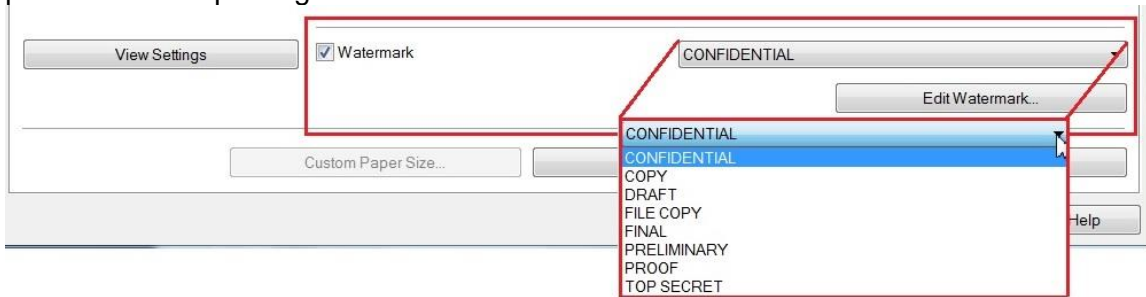 View Settings
Watermark
CONFIDENTIAL
Edit Watermark...
CONFIDENTIAL
Custom Paper Size...
CONFIDENTIAL
COPY
DRAFT
FILE COPY
FINAL
PRELIMINARY
PROOF
TOP SECRET
Help